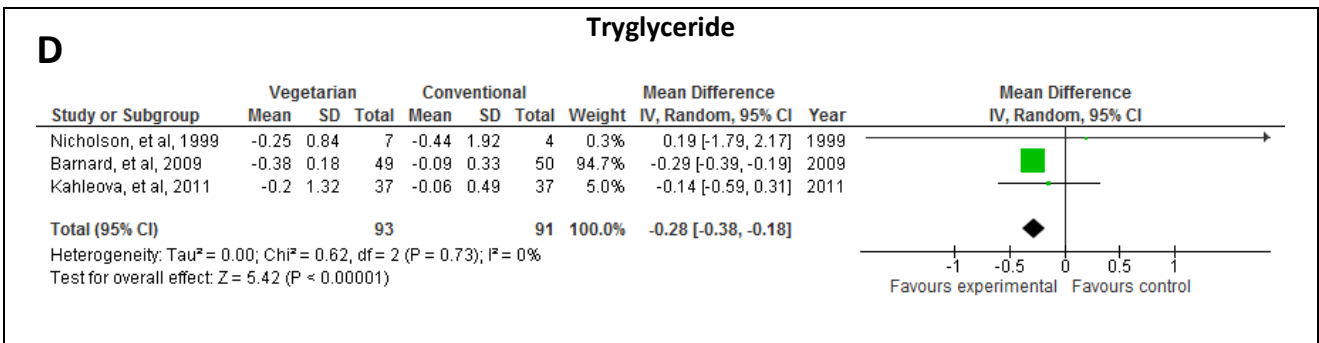 Tryglyceride
D
Vegetarian Conventional Mean Difference Mean Difference
Study or Subgroup Mean SD Total Mean SD Total Weight IV, Random, 95% CI Year IV, Random, 95% CI
Nicholson, et al, 1999 -0.25 0.84 7 -0.44 1.92 4 0.3% 0.19 [-1.79, 2.17] 1999
Barnard, et al, 2009 -0.38 0.18 49 -0.09 0.33 50 94.7% -0.29 [-0.39, -0.19] 2009
Kahleova, et al, 2011 -0.2 1.32 37 -0.06 0.49 37 5.0% -0.14 [-0.59, 0.31] 2011
Total (95% CI) 93 91 100.0% -0.28 [-0.38, -0.18]
Heterogeneity: Tau² = 0.00; Chi² = 0.62, df = 2 (P = 0.73); I² = 0%
Test for overall effect: Z = 5.42 (P < 0.00001)
-1 -0.5 0 0.5 1
Favours experimental Favours control